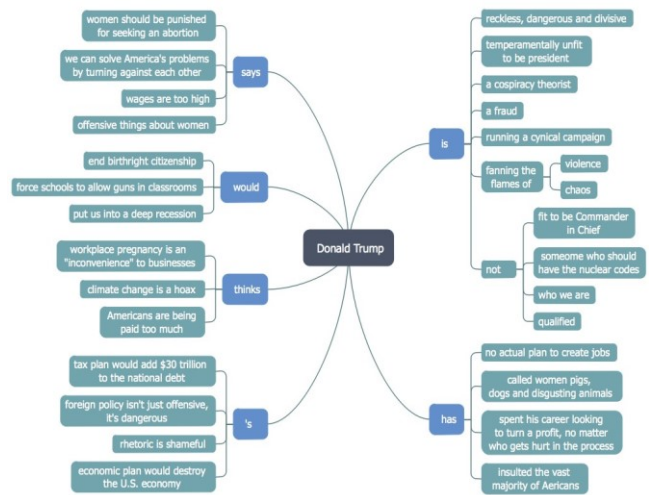 women should be punished
for seeking an abortion
we can solve America's problems
by turning against each other
wages are too high
offensive things about women
says
end birthright citizenship
force schools to allow guns in classrooms
put us into a deep recession
would
workplace pregnancy is an
"inconvenience" to businesses
climate change is a hoax
Americans are being
paid too much
thinks
tax plan would add $30 trillion
to the national debt
foreign policy isn't just offensive,
it's dangerous
rhetoric is shameful
economic plan would destroy
the U.S. economy
's
Donald Trump
is
reckless, dangerous and divisive
temperamentally unfit
to be president
a cospiracy theorist
a fraud
running a cynical campaign
fanning the
flames of
violence
chaos
not
fit to be Commander
in Chief
someome who should
have the nuclear codes
who we are
qualified
has
no actual plan to create jobs
called women pigs,
dogs and disgusting animals
spent his career looking
to turn a profit, no matter
who gets hurt in the process
insulted the vast
majority of Aericans